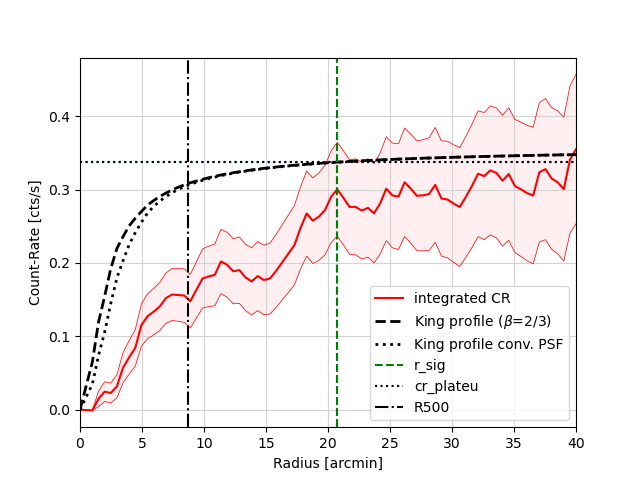 0.4
0.3
0.2
0.1
0.0
Count-Rate [cts/s]
integrated CR
King profile (β=2/3)
King profile conv. PSF
r_sig
cr_plateu
R500
0 5 10 15 20 25 30 35 40
Radius [arcmin]